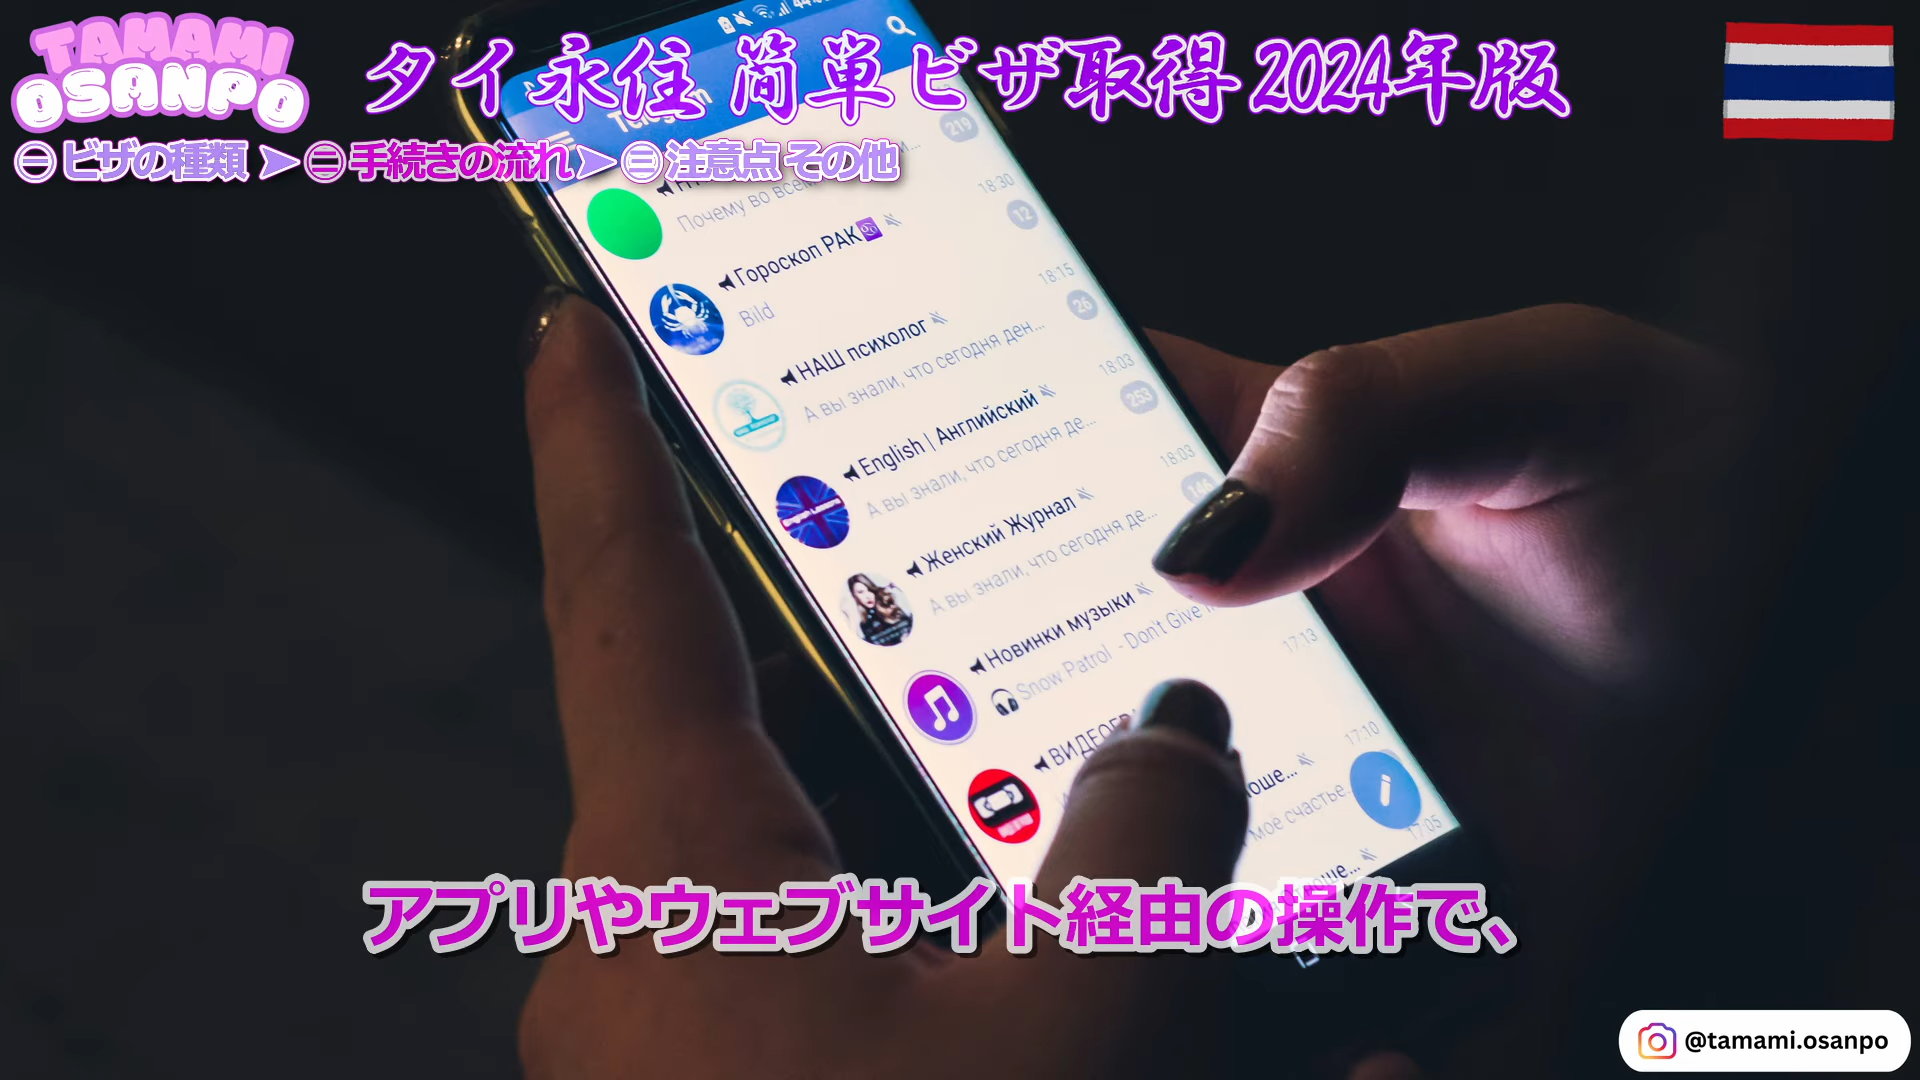 TAMAMI
OSANPO
タイ永住 簡単ビザ取得 2024年版
㊀ ビザの種類 ➤ ㊁ 手続きの流れ ➤ ㊂ 注意点 その他
219
Почему во всем...
18:30
Гороскоп РАК♋
12
Bild
18:15
НАШ психолог
26
А вы знали, что сегодня ден...
18:03
English | Английский
253
А вы знали, что сегодня де...
18:03
Женский Журнал
146
А вы знали, что сегодня де...
Новинки музыки
Snow Patrol - Don't Give
17:13
17:10
моё счастье.
17:05
アプリやウェブサイト経由の操作で、
@tamami.osanpo